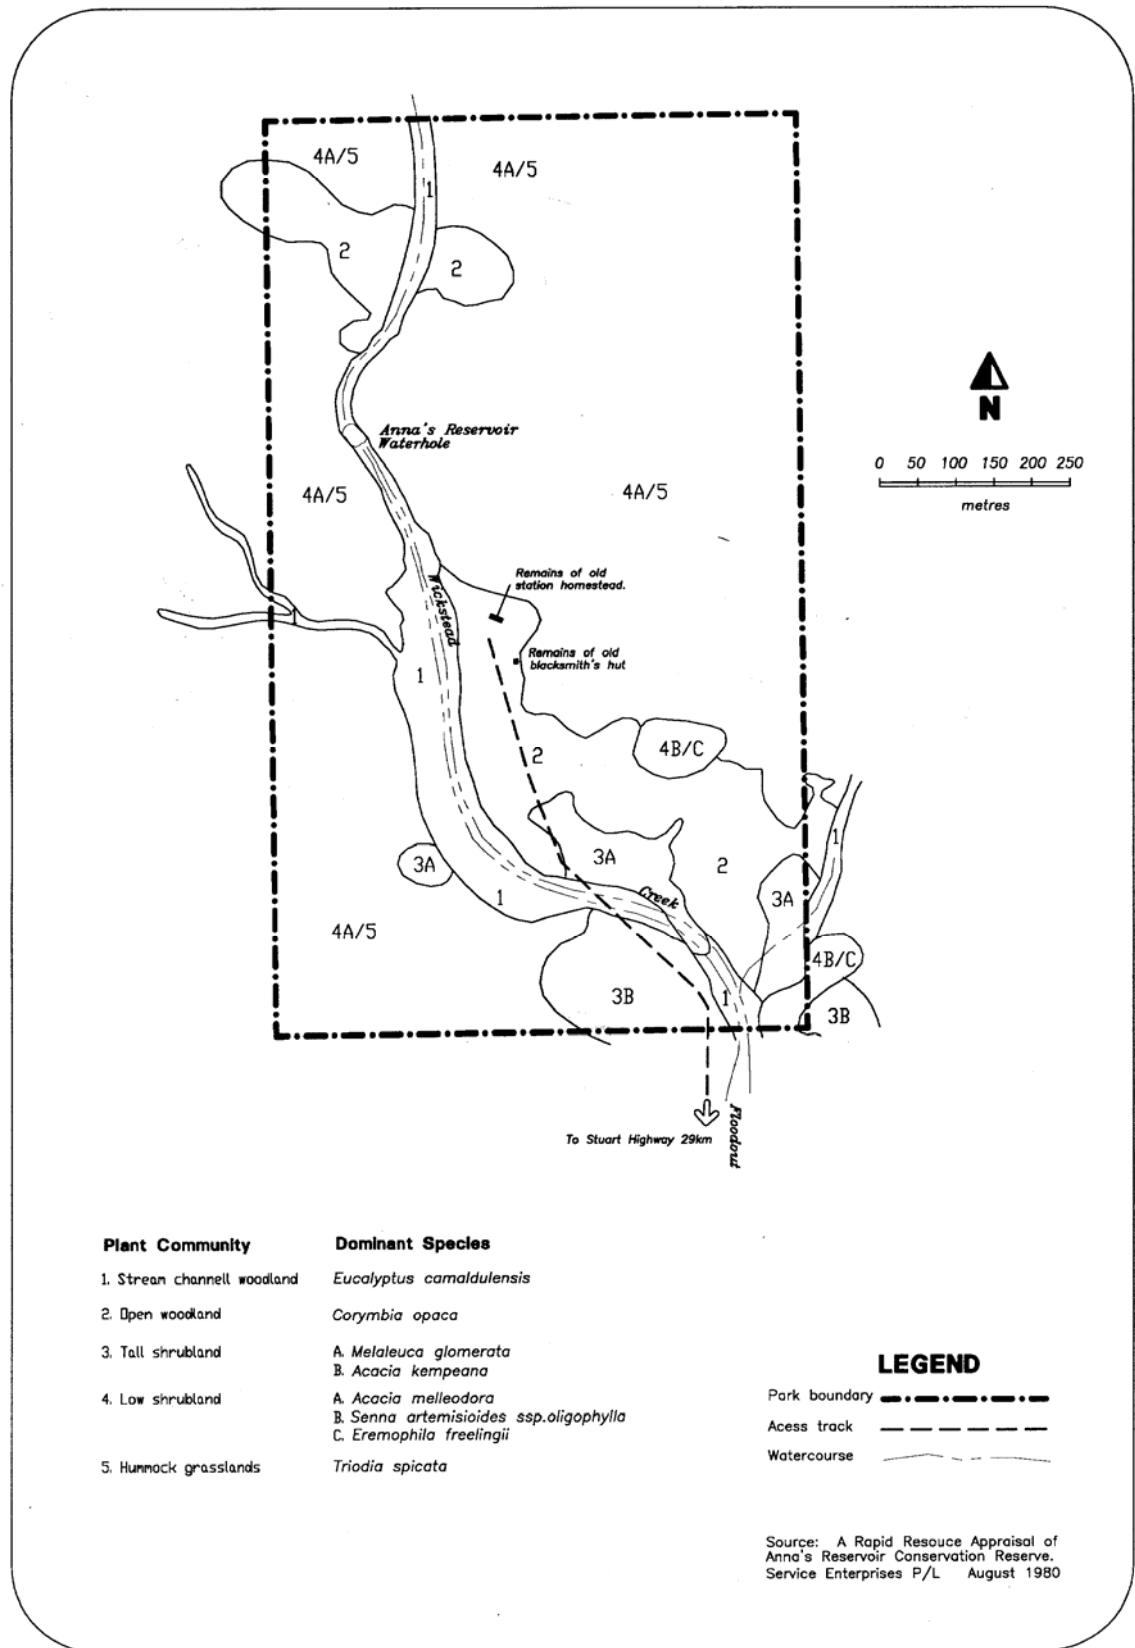 4A/5
4A/5
1
2
2
N
Anna's Reservoir
Waterhole
0 50 100 150 200 250
metres
4A/5
4A/5
Remains of old
station homestead.
Wickstead
1
Remains of old
blacksmith's hut
1
4B/C
2
1
3A
3A
2
3A
1
Creek
4A/5
4B/C
3B
1
3B
Floodout
To Stuart Highway 29km
Plant Community
Dominant Species
1. Stream channell woodland
Eucalyptus camaldulensis
2. Open woodland
Corymbia opaca
3. Tall shrubland
A. Melaleuca glomerata
B. Acacia kempeana
4. Low shrubland
A. Acacia melleodora
B. Senna artemisioides ssp.oligophylla
C. Eremophila freelingii
5. Hummock grasslands
Triodia spicata
LEGEND
Park boundary
Acess track
Watercourse
Source: A Rapid Resouce Appraisal of
Anna's Reservoir Conservation Reserve.
Service Enterprises P/L August 1980